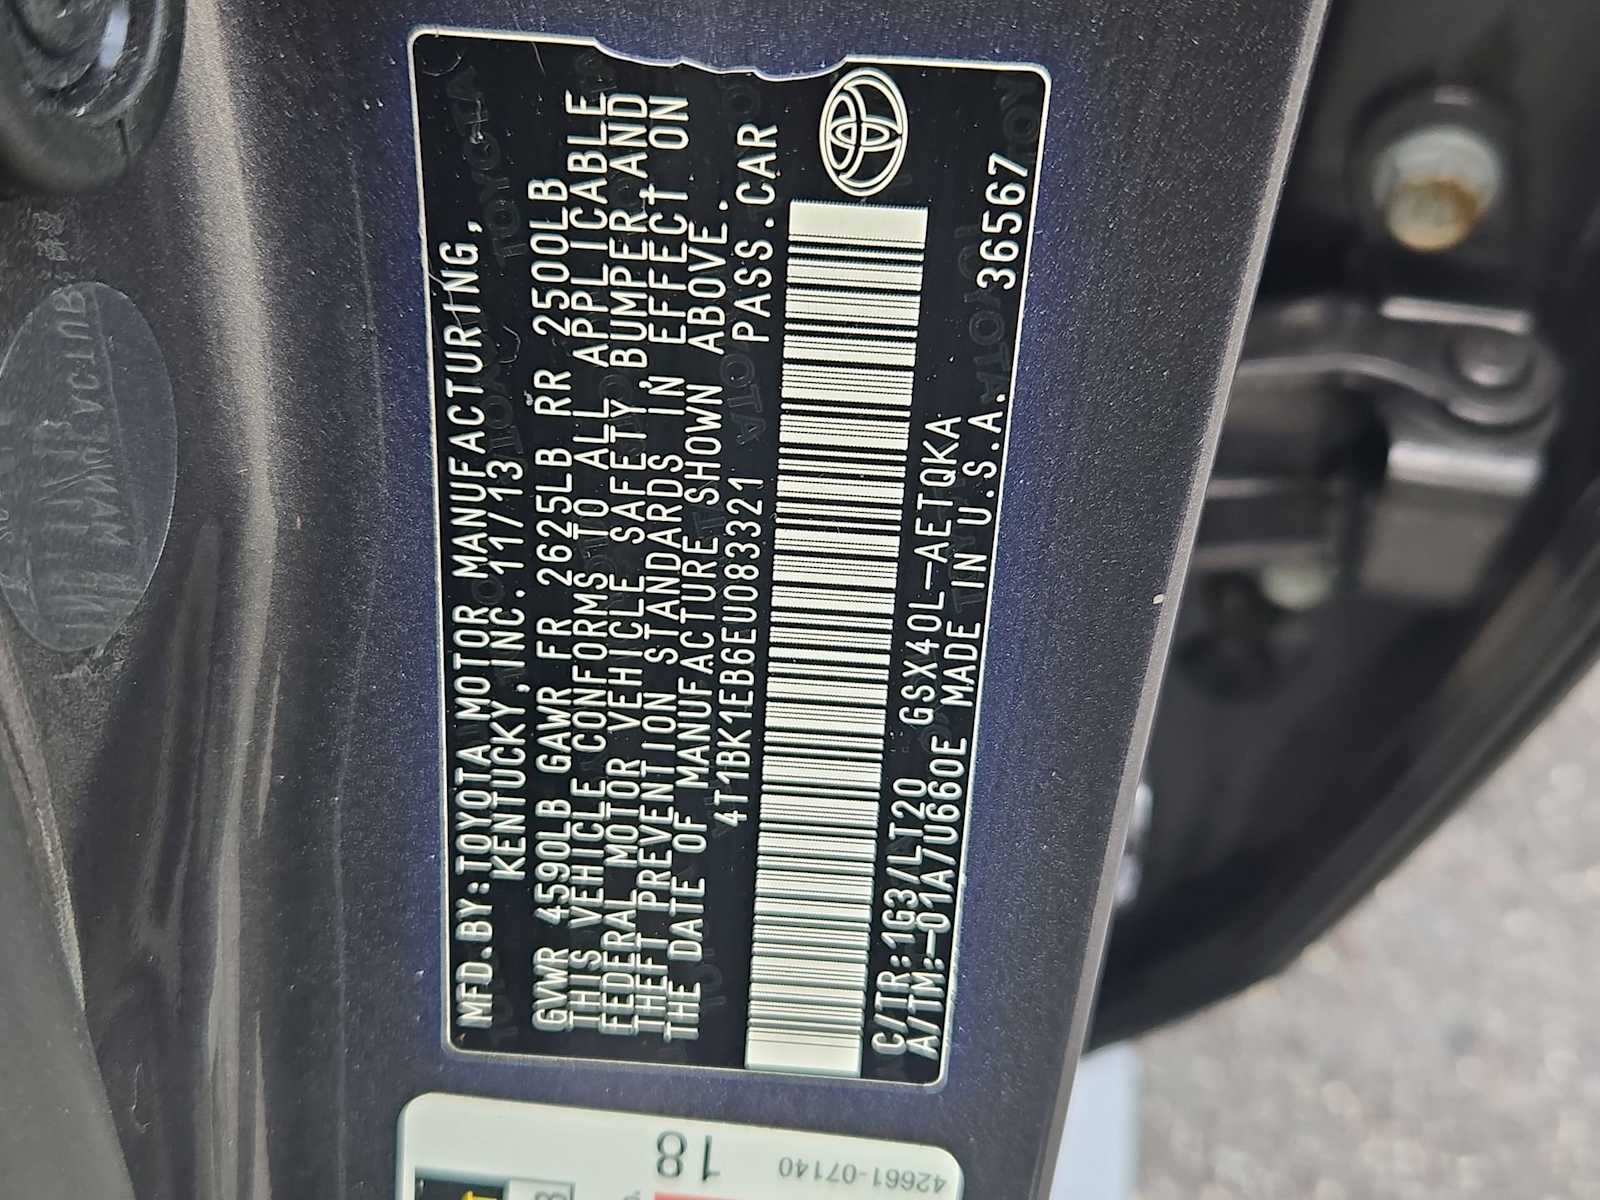 MFD.BY:TOYOTA MOTOR MANUFACTURING,
KENTUCKY,INC. 11/13
GVWR 4590LB GAWR FR 2625LB RR 2500LB
THIS VEHICLE CONFORMS TO ALL APPLICABLE
FEDERAL MOTOR VEHICLE SAFETY, BUMPER, AND
THEFT PREVENTION STANDARDS IN EFFECT ON
THE DATE OF MANUFACTURE SHOWN ABOVE.
4T1BK1EB6EU083321 PASS.CAR
C/TR:1G3/LT20 GSX40L-AETQKA
A/TM:-01A/U660E MADE IN U.S.A. 36567
18
42661-07140